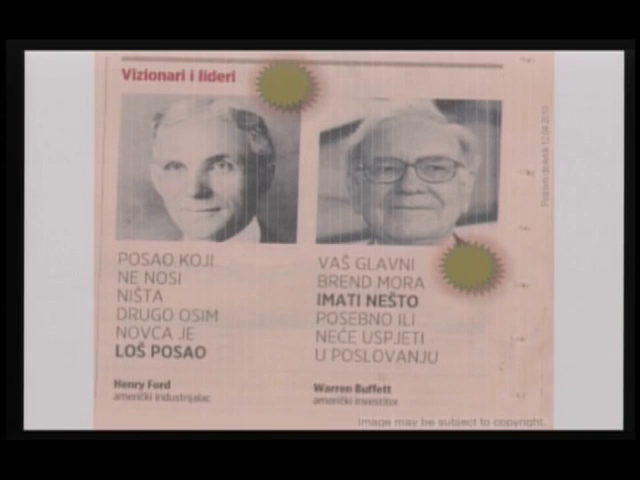 Vizionari i lideri
POSAO KOJI
NE NOSI
NIŠTA
DRUGO OSIM
NOVCA JE
LOŠ POSAO
Henry Ford
američki industrijalac
VAŠ GLAVNI
BREND MORA
IMATI NEŠTO
POSEBNO ILI
NEĆE USPJETI
U POSLOVANJU
Warren Buffett
američki investitor
Image may be subject to copyright.